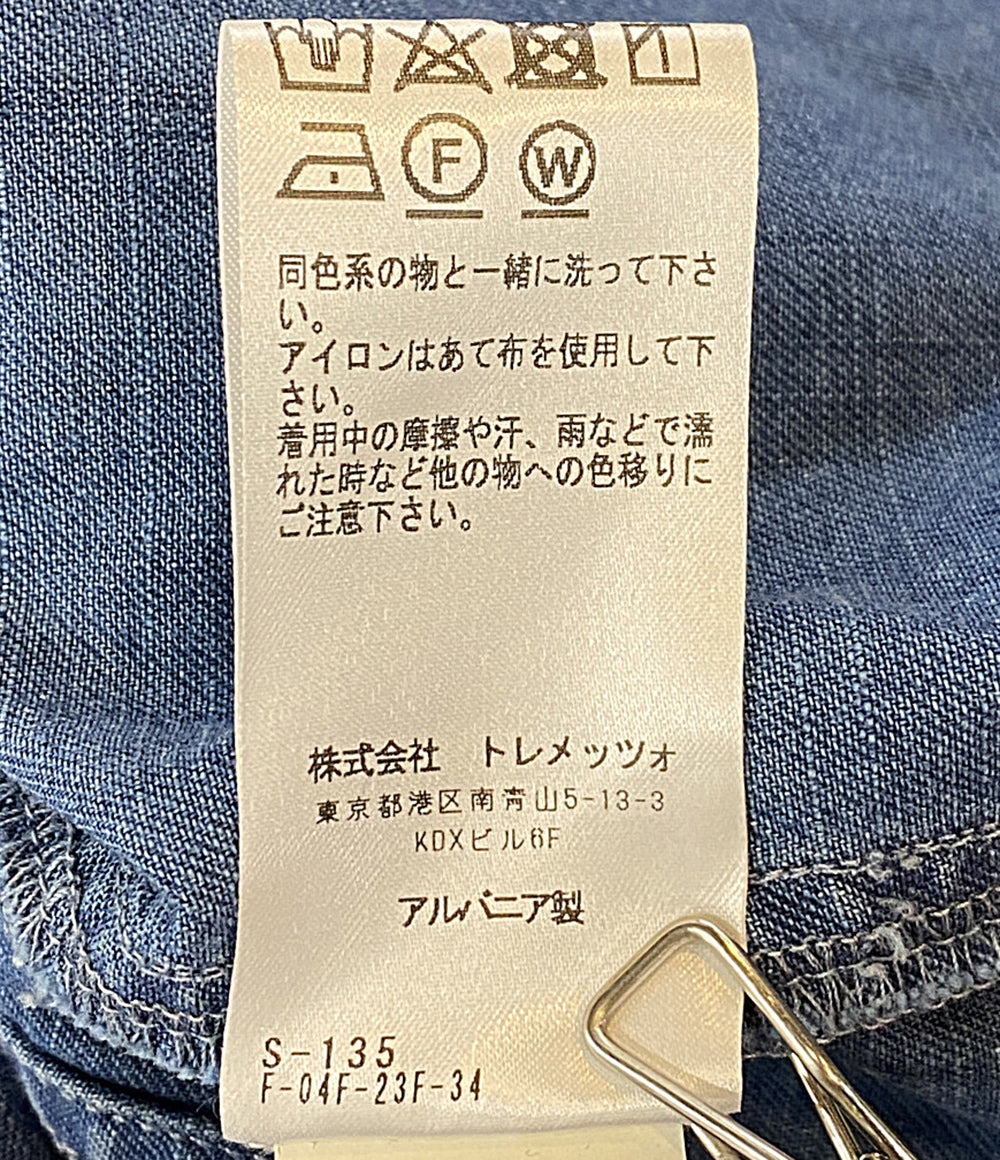 F W
同色系の物と一緒に洗って下さ
い。
アイロンはあて布を使用して下
さい。
着用中の摩擦や汗、雨などで濡
れた時など他の物への色移りに
ご注意下さい。
株式会社 トレメッツォ
東京都港区南青山5-13-3
KDXビル6F
アルバニア製
S-135
F-04F-23F-34